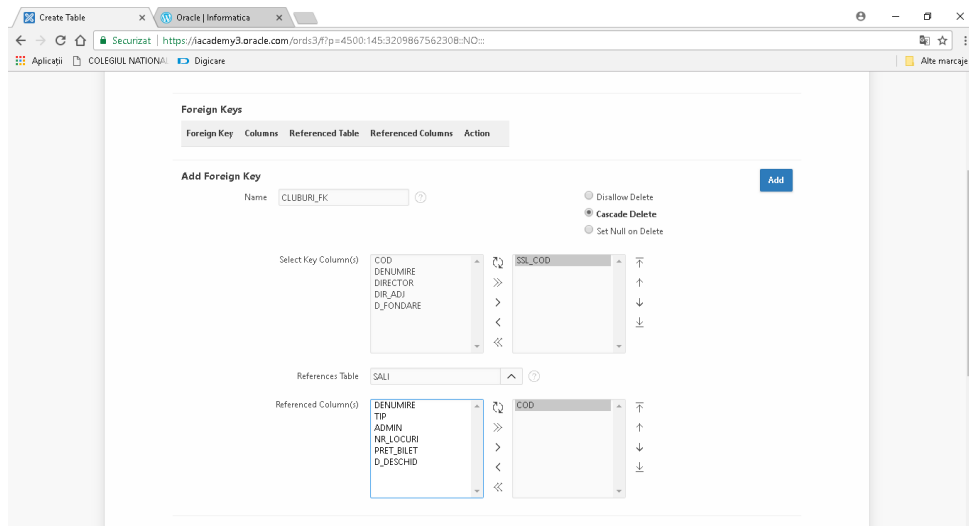 Create Table
Oracle | Informatica
Securizat
https://iacademy3.oracle.com/ords3/f?p=4500:145:3209867562308::NO:::
Aplicații
COLEGIUL NATIONAL
Digicare
Alte marcaje
Foreign Keys
Foreign Key Columns Referenced Table Referenced Columns Action
Add Foreign Key
Add
Name CLUBURI_FK
Disallow Delete
Cascade Delete
Set Null on Delete
Select Key Column(s)
COD
DENUMIRE
DIRECTOR
DIR_ADJ
D_FONDARE
SSL_COD
References Table SALI
Referenced Column(s)
DENUMIRE
TIP
ADMIN
NR_LOCURI
PRET_BILET
D_DESCHID
COD